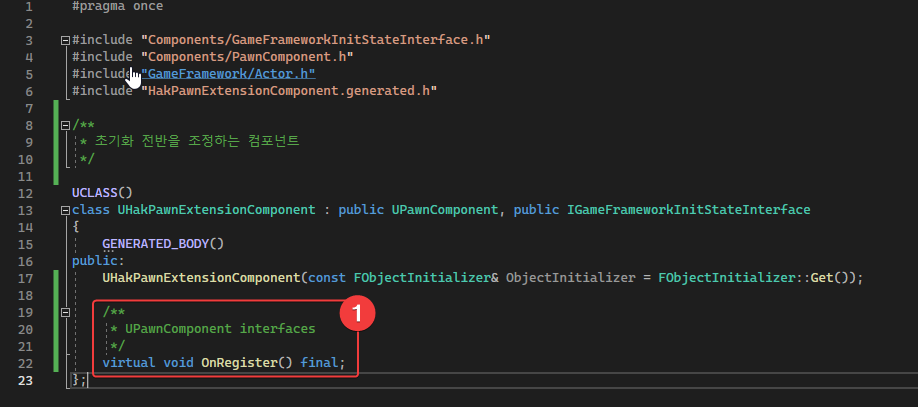 1 #pragma once
2
3 #include "Components/GameFrameworkInitStateInterface.h"
4 #include "Components/PawnComponent.h"
5 #include "GameFramework/Actor.h"
6 #include "HakPawnExtensionComponent.generated.h"
7
8 /**
9 * 초기화 전반을 조정하는 컴포넌트
10 */
11
12 UCLASS()
13 class UHakPawnExtensionComponent : public UPawnComponent, public IGameFrameworkInitStateInterface
14 {
15 GENERATED_BODY()
16 public:
17 UHakPawnExtensionComponent(const FObjectInitializer& ObjectInitializer = FObjectInitializer::Get());
18
19 /**
1
20 * UPawnComponent interfaces
21 */
22 virtual void OnRegister() final;
23 };